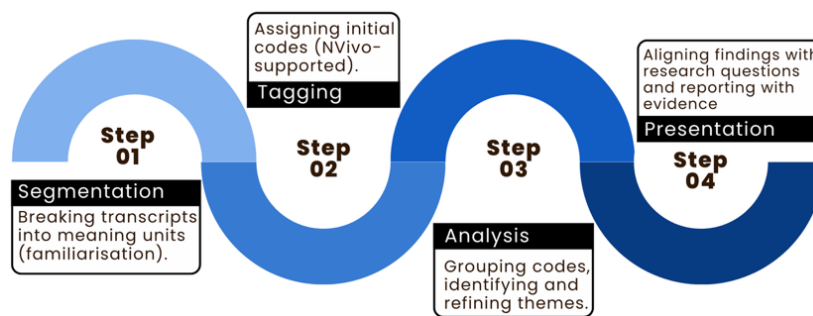 Step
01
Segmentation
Breaking transcripts
into meaning units
(familiarisation).
Assigning initial
codes (NVivo-
supported).
Tagging
Step
02
Step
03
Analysis
Grouping codes,
identifying and
refining themes.
Aligning findings with
research questions
and reporting with
evidence
Presentation
Step
04